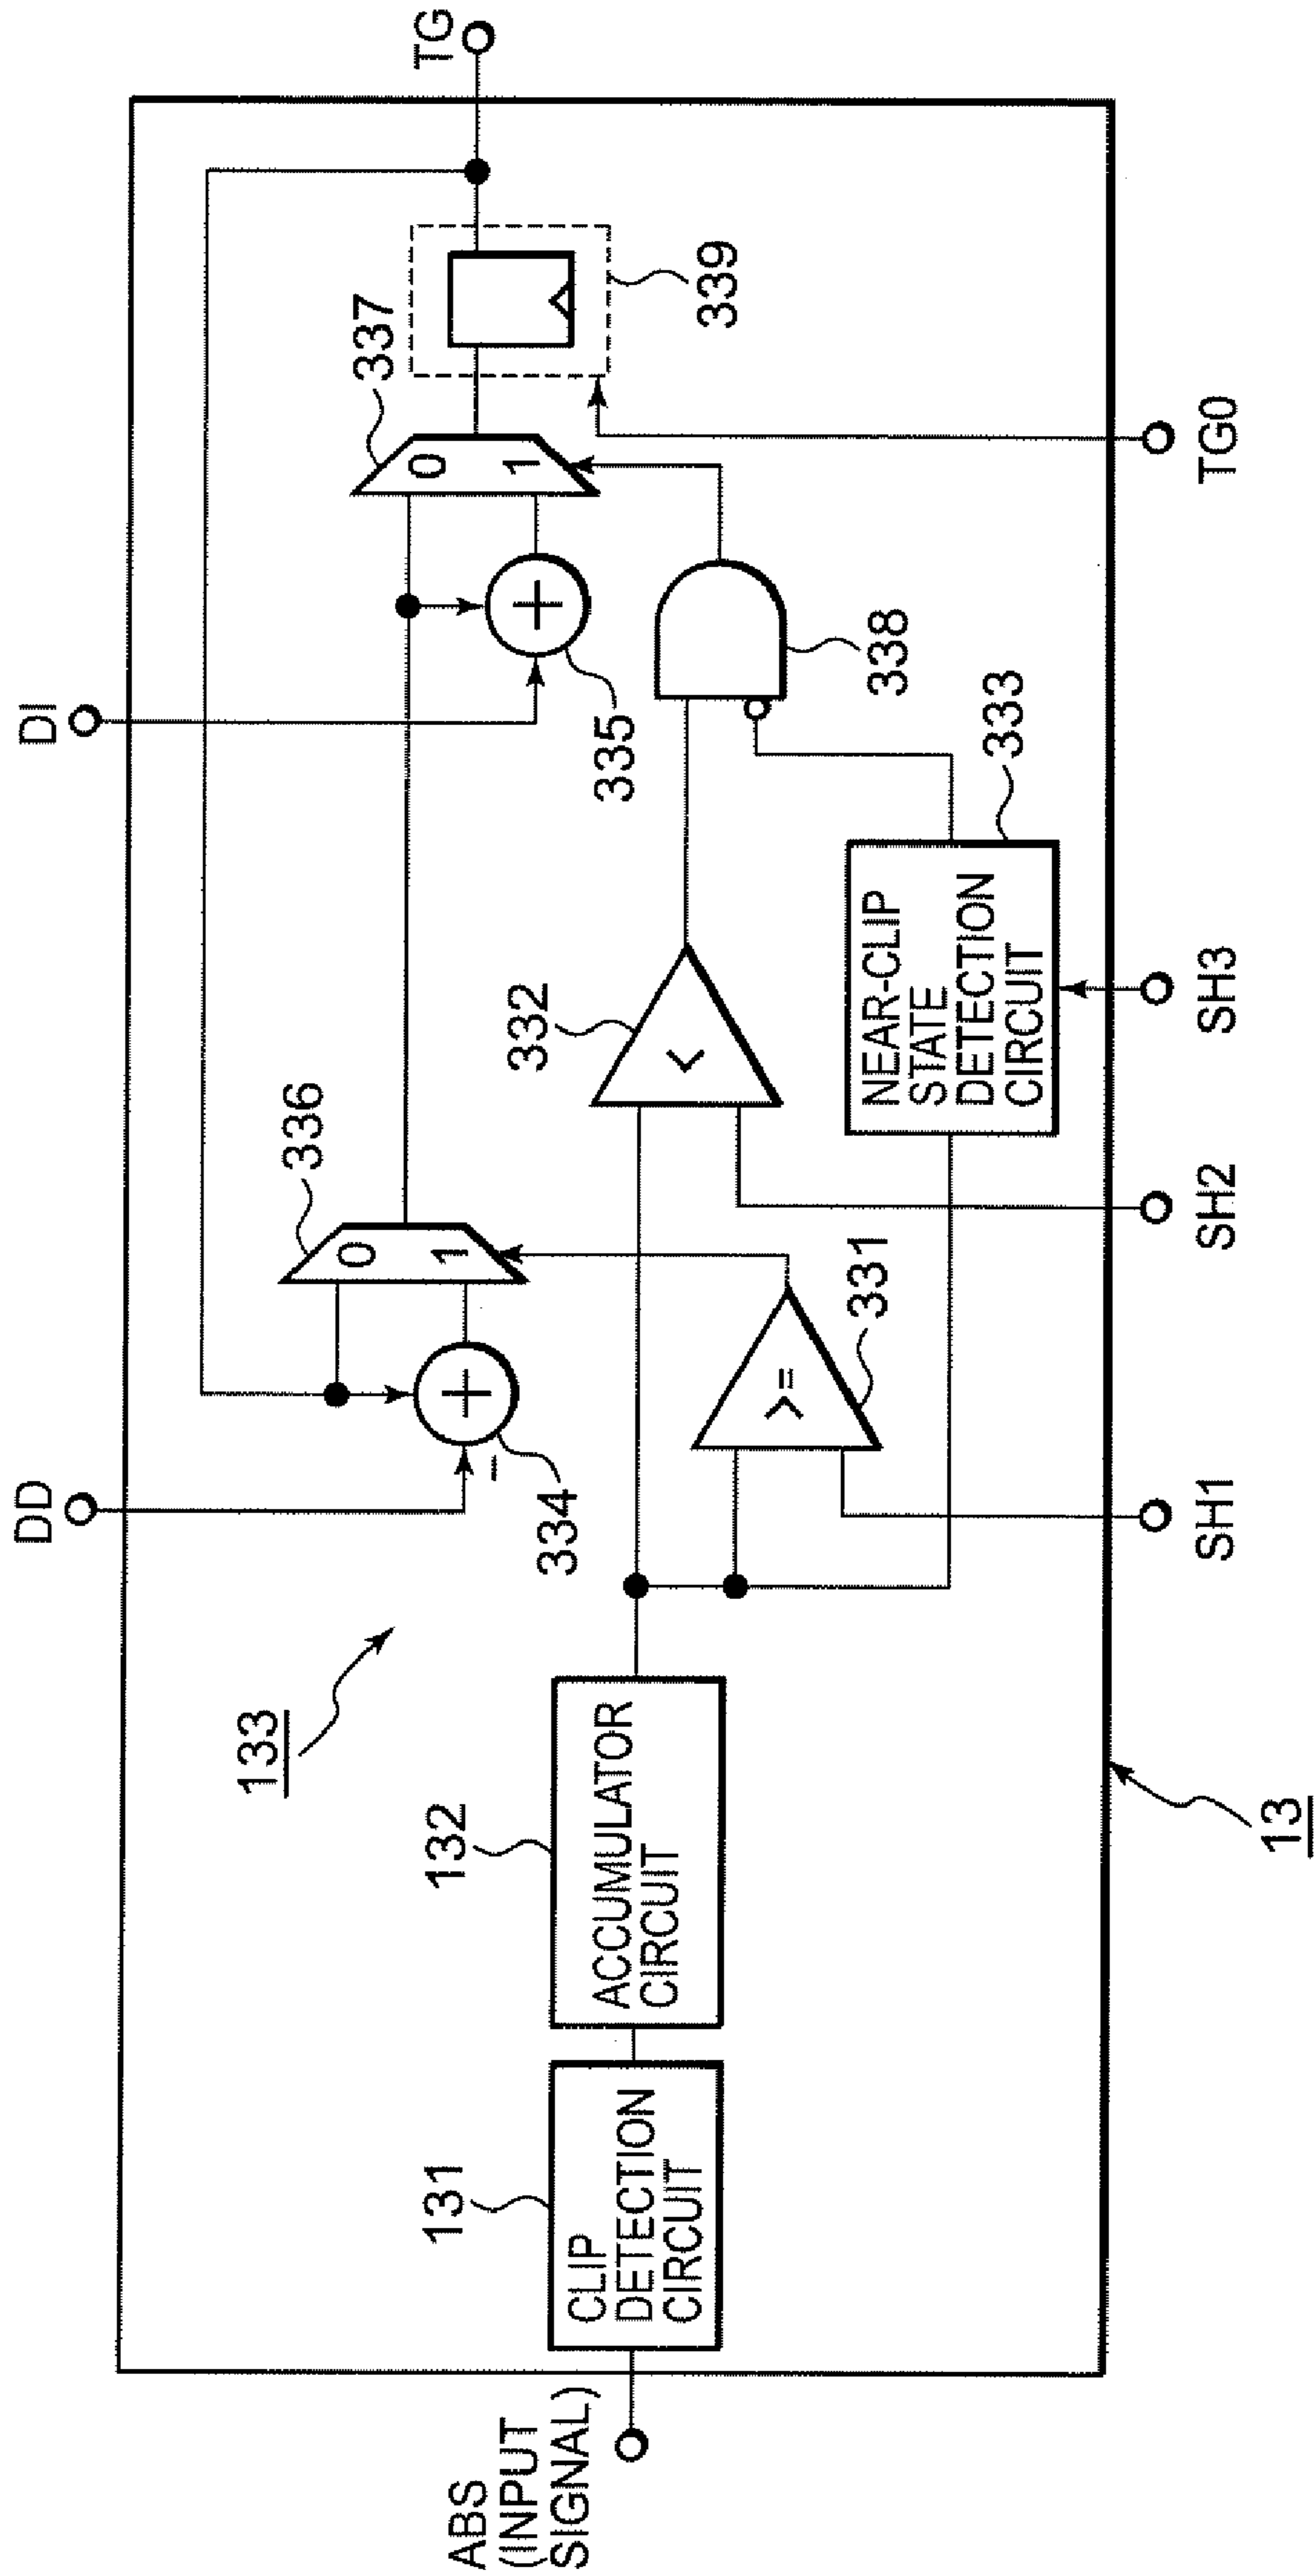 ABS
(INPUT
SIGNAL)
CLIP
DETECTION
CIRCUIT
131
ACCUMULATOR
CIRCUIT
132
133
13
DD
334
-
+
336
0
1
>=
331
SH1
<
332
SH2
NEAR-CLIP
STATE
DETECTION
CIRCUIT
333
SH3
DI
335
+
337
0
1
338
339
TG0
TG